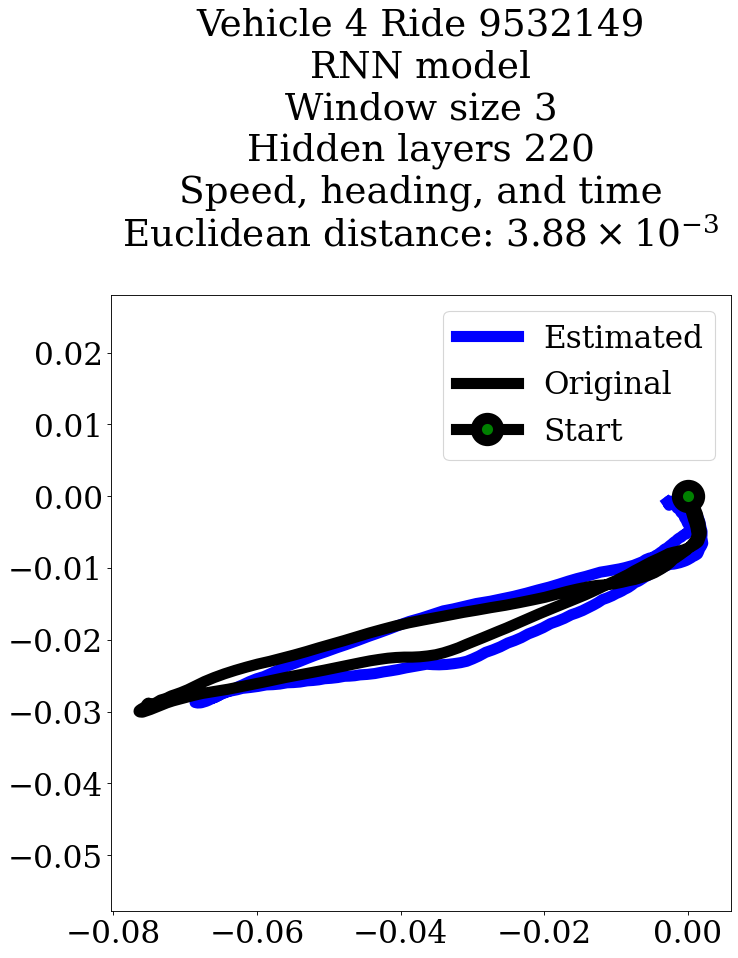 Vehicle 4 Ride 9532149
RNN model
Window size 3
Hidden layers 220
Speed, heading, and time
Euclidean distance: 3.88 × 10⁻³
Estimated
Original
Start
0.02
0.01
0.00
−0.01
−0.02
−0.03
−0.04
−0.05
−0.08 −0.06 −0.04 −0.02 0.00